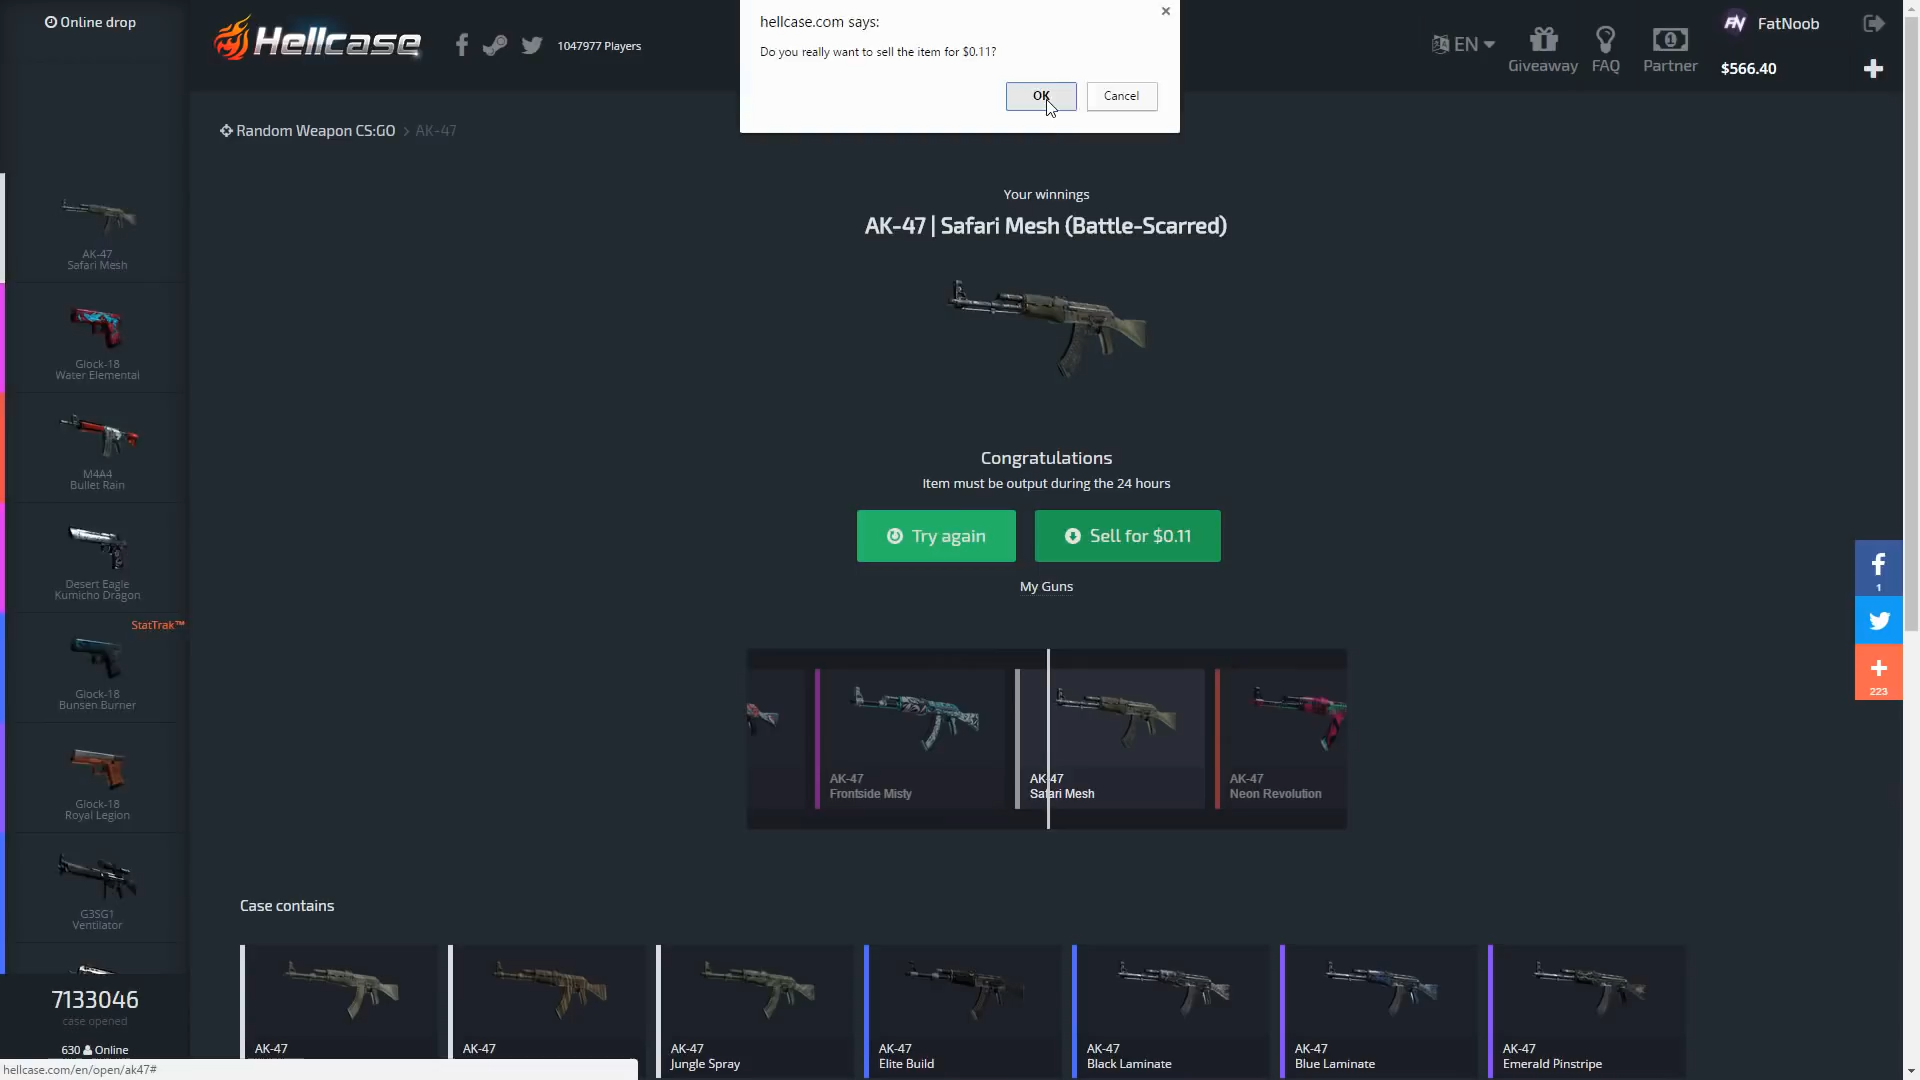 Online drop
Hellcase
1047977 Players
hellcase.com says:
Do you really want to sell the item for $0.11?
OK
Cancel
EN
Giveaway
FAQ
Partner
FatNoob
$566.40
Random Weapon CS:GO > AK-47
AK-47
Safari Mesh
Glock-18
Water Elemental
M4A4
Bullet Rain
Desert Eagle
Kumicho Dragon
StatTrak™
Glock-18
Bunsen Burner
Glock-18
Royal Legion
G3SG1
Ventilator
7133046
case opened
630 Online
hellcase.com/en/open/ak47#
Your winnings
AK-47 | Safari Mesh (Battle-Scarred)
Congratulations
Item must be output during the 24 hours
Try again
Sell for $0.11
My Guns
AK-47
Frontside Misty
AK-47
Safari Mesh
AK-47
Neon Revolution
1
223
Case contains
AK-47
AK-47
AK-47
Jungle Spray
AK-47
Elite Build
AK-47
Black Laminate
AK-47
Blue Laminate
AK-47
Emerald Pinstripe